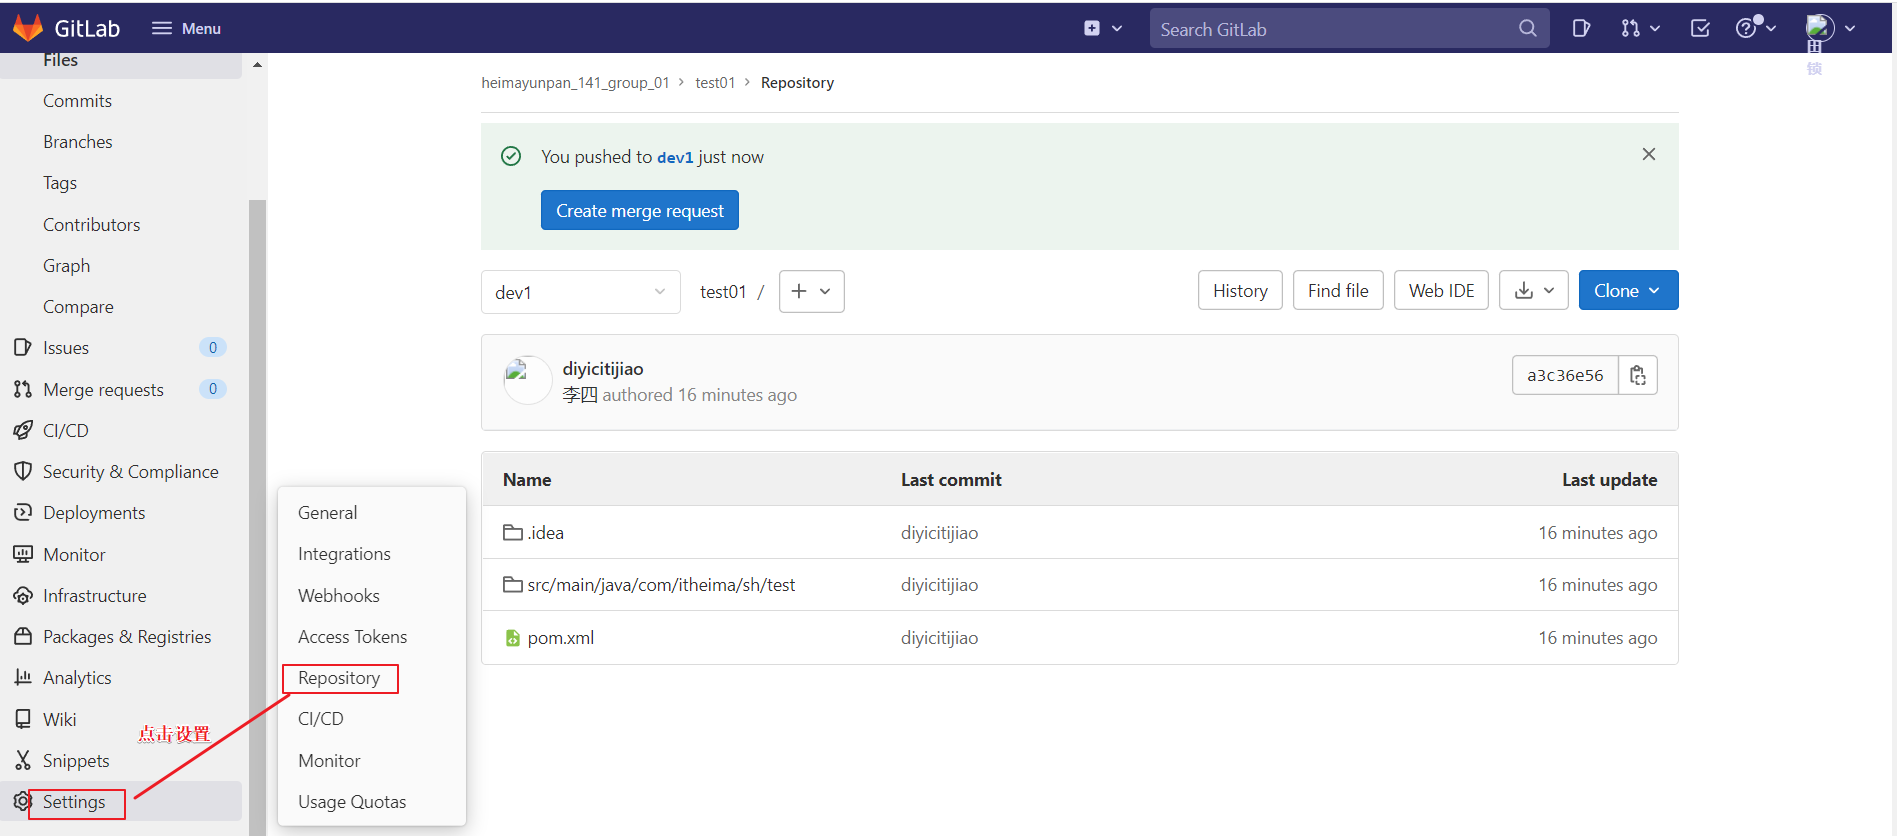 GitLab
Menu
Search GitLab
田
锁
Files
Commits
Branches
Tags
Contributors
Graph
Compare
Issues 0
Merge requests 0
CI/CD
Security & Compliance
Deployments
Monitor
Infrastructure
Packages & Registries
Analytics
Wiki
点击设置
Snippets
Settings
General
Integrations
Webhooks
Access Tokens
Repository
CI/CD
Monitor
Usage Quotas
heimayunpan_141_group_01 > test01 > Repository
You pushed to dev1 just now
Create merge request
dev1 test01 / +
History Find file Web IDE Clone
diyicitijiao
李四 authored 16 minutes ago
a3c36e56
Name Last commit Last update
.idea diyicitijiao 16 minutes ago
src/main/java/com/itheima/sh/test diyicitijiao 16 minutes ago
pom.xml diyicitijiao 16 minutes ago